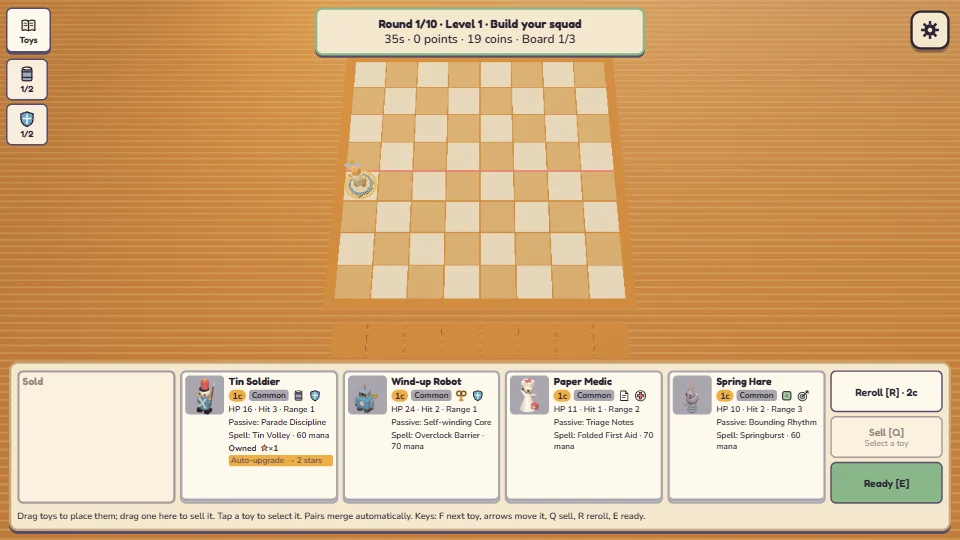 Toys
1/2
1/2
Round 1/10 · Level 1 · Build your squad
35s · 0 points · 19 coins · Board 1/3
Sold
Tin Soldier
1c Common
HP 16 · Hit 3 · Range 1
Passive: Parade Discipline
Spell: Tin Volley · 60 mana
Owned ×1
Auto-upgrade → 2 stars
Wind-up Robot
1c Common
HP 24 · Hit 2 · Range 1
Passive: Self-winding Core
Spell: Overclock Barrier ·
70 mana
Paper Medic
1c Common
HP 11 · Hit 1 · Range 2
Passive: Triage Notes
Spell: Folded First Aid · 70
mana
Spring Hare
1c Common
HP 10 · Hit 2 · Range 3
Passive: Bounding Rhythm
Spell: Springburst · 60
mana
Reroll [R] · 2c
Sell [Q]
Select a toy
Ready [E]
Drag toys to place them; drag one here to sell it. Tap a toy to select it. Pairs merge automatically. Keys: F next toy, arrows move it, Q sell, R reroll, E ready.